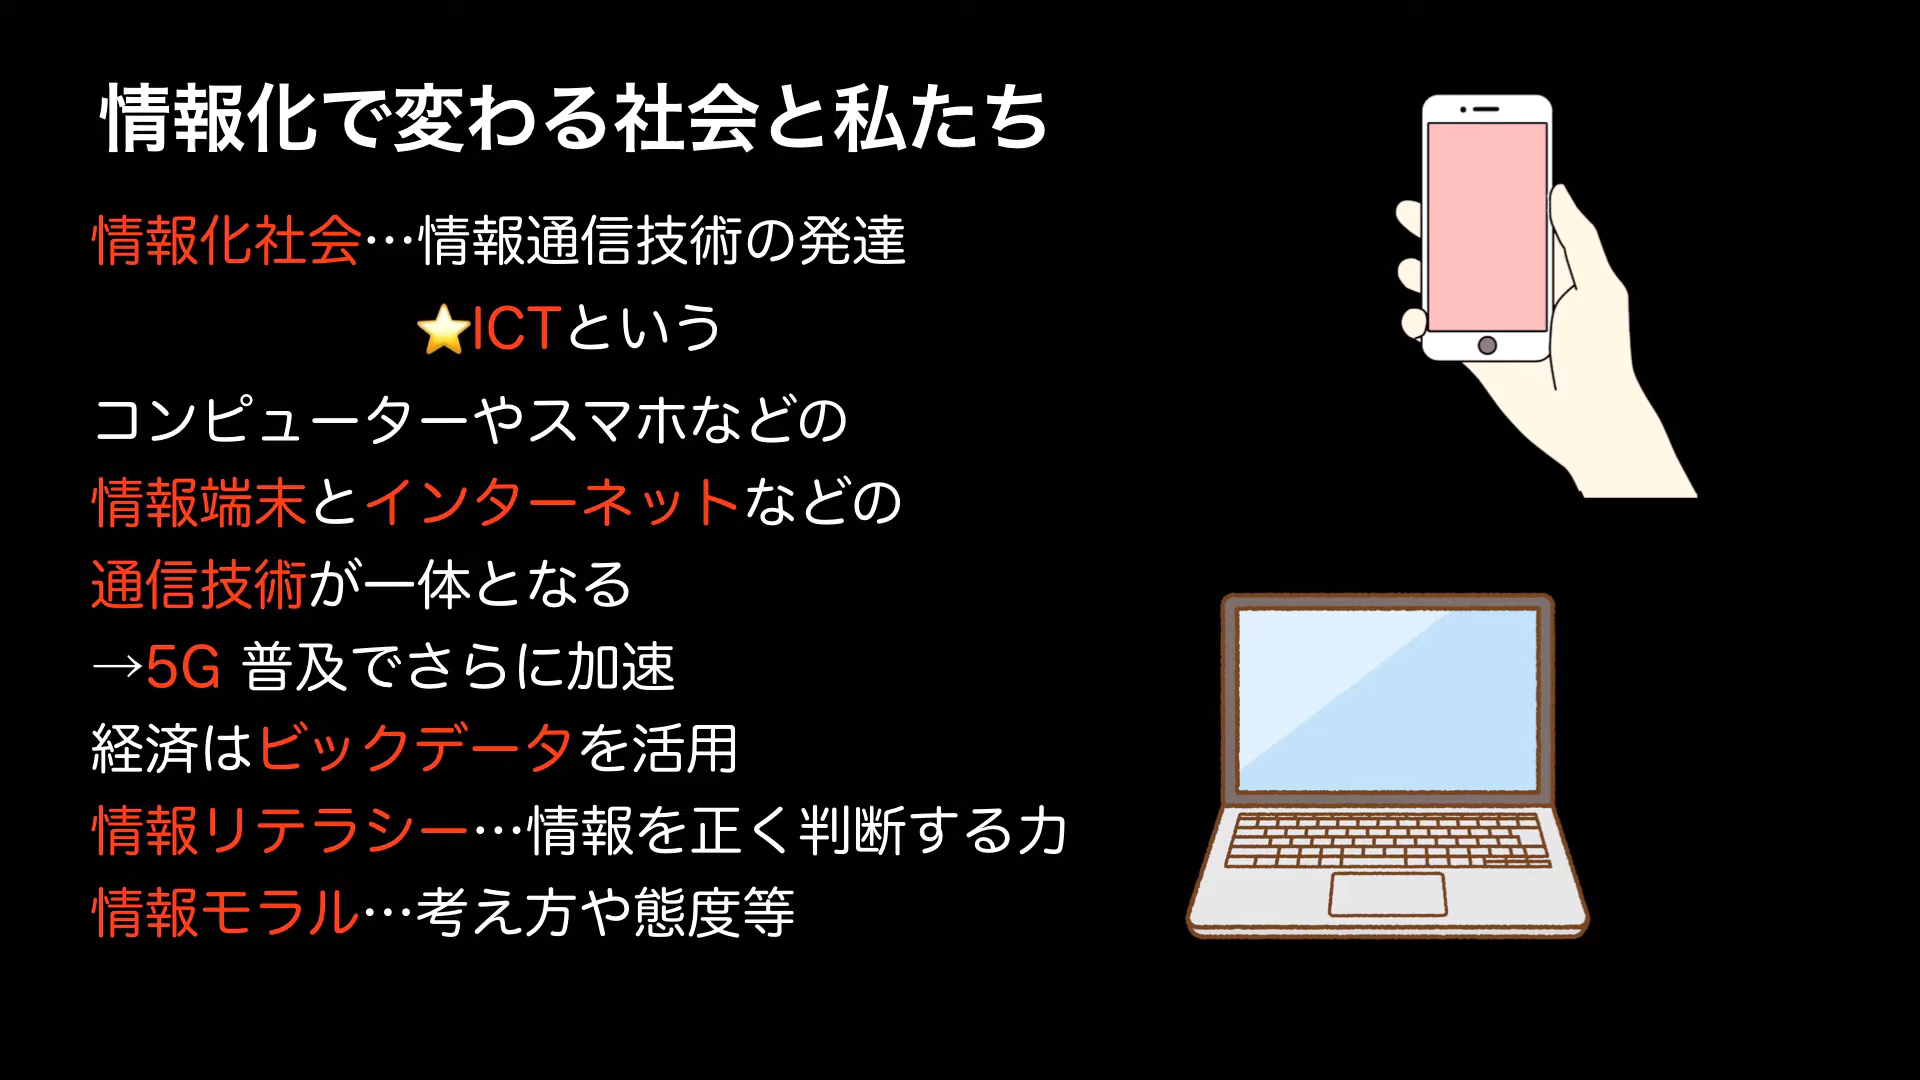 情報化で変わる社会と私たち
情報化社会…情報通信技術の発達
⭐ICTという
コンピューターやスマホなどの
情報端末とインターネットなどの
通信技術が一体となる
→5G 普及でさらに加速
経済はビックデータを活用
情報リテラシー…情報を正く判断する力
情報モラル…考え方や態度等